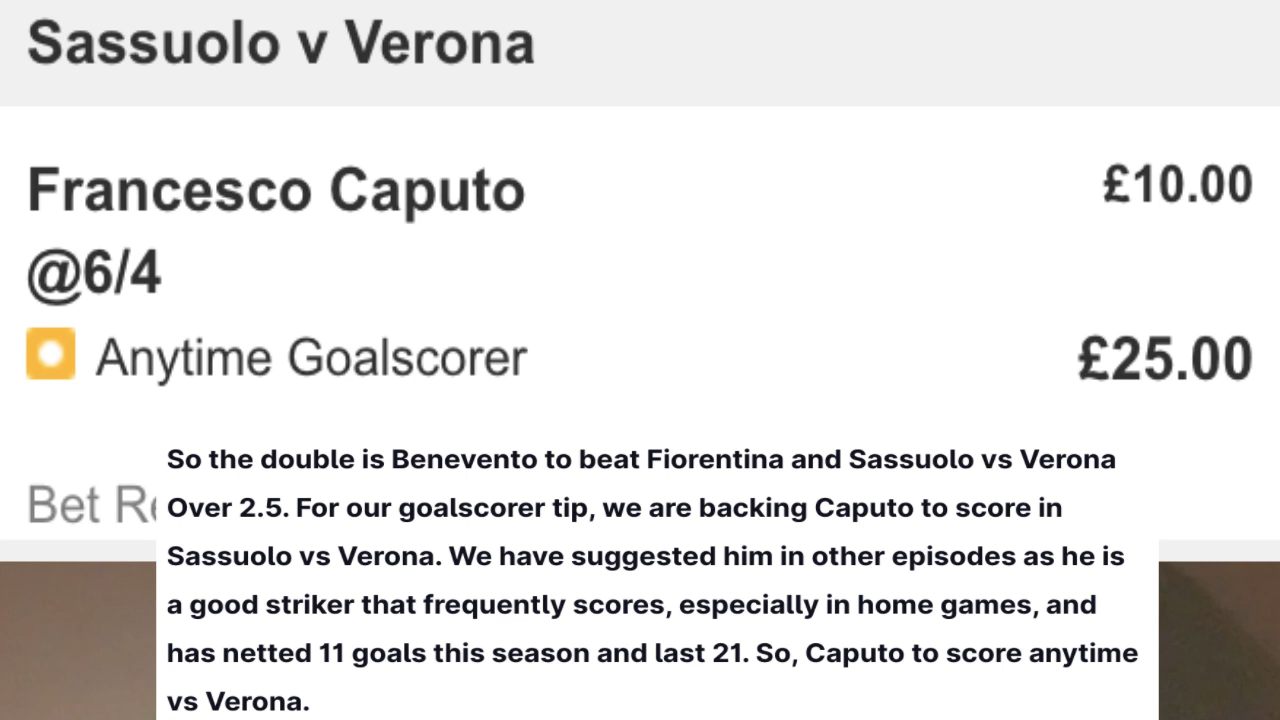 Sassuolo v Verona
Francesco Caputo £10.00
@6/4
Anytime Goalscorer £25.00
Bet
So the double is Benevento to beat Fiorentina and Sassuolo vs Verona
Over 2.5. For our goalscorer tip, we are backing Caputo to score in
Sassuolo vs Verona. We have suggested him in other episodes as he is
a good striker that frequently scores, especially in home games, and
has netted 11 goals this season and last 21. So, Caputo to score anytime
vs Verona.